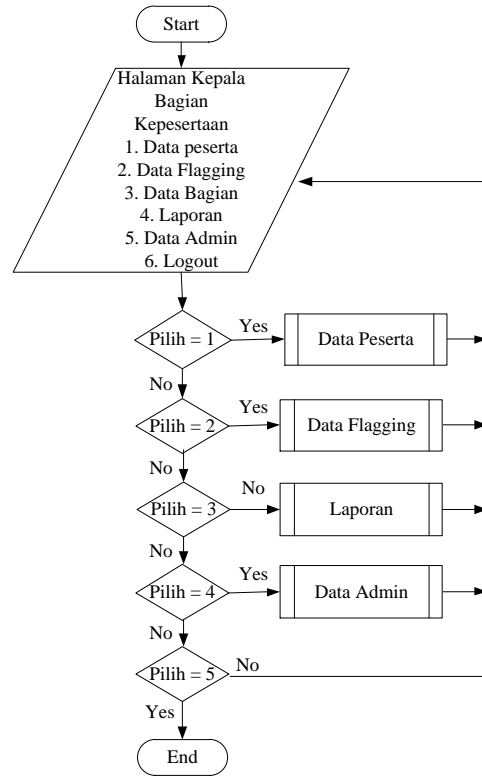 Start
Halaman Kepala
Bagian
Kepesertaan
1. Data peserta
2. Data Flagging
3. Data Bagian
4. Laporan
5. Data Admin
6. Logout
Pilih = 1
Yes
Data Peserta
No
Pilih = 2
Yes
Data Flagging
No
Pilih = 3
No
Laporan
No
Pilih = 4
Yes
Data Admin
No
Pilih = 5
No
Yes
End